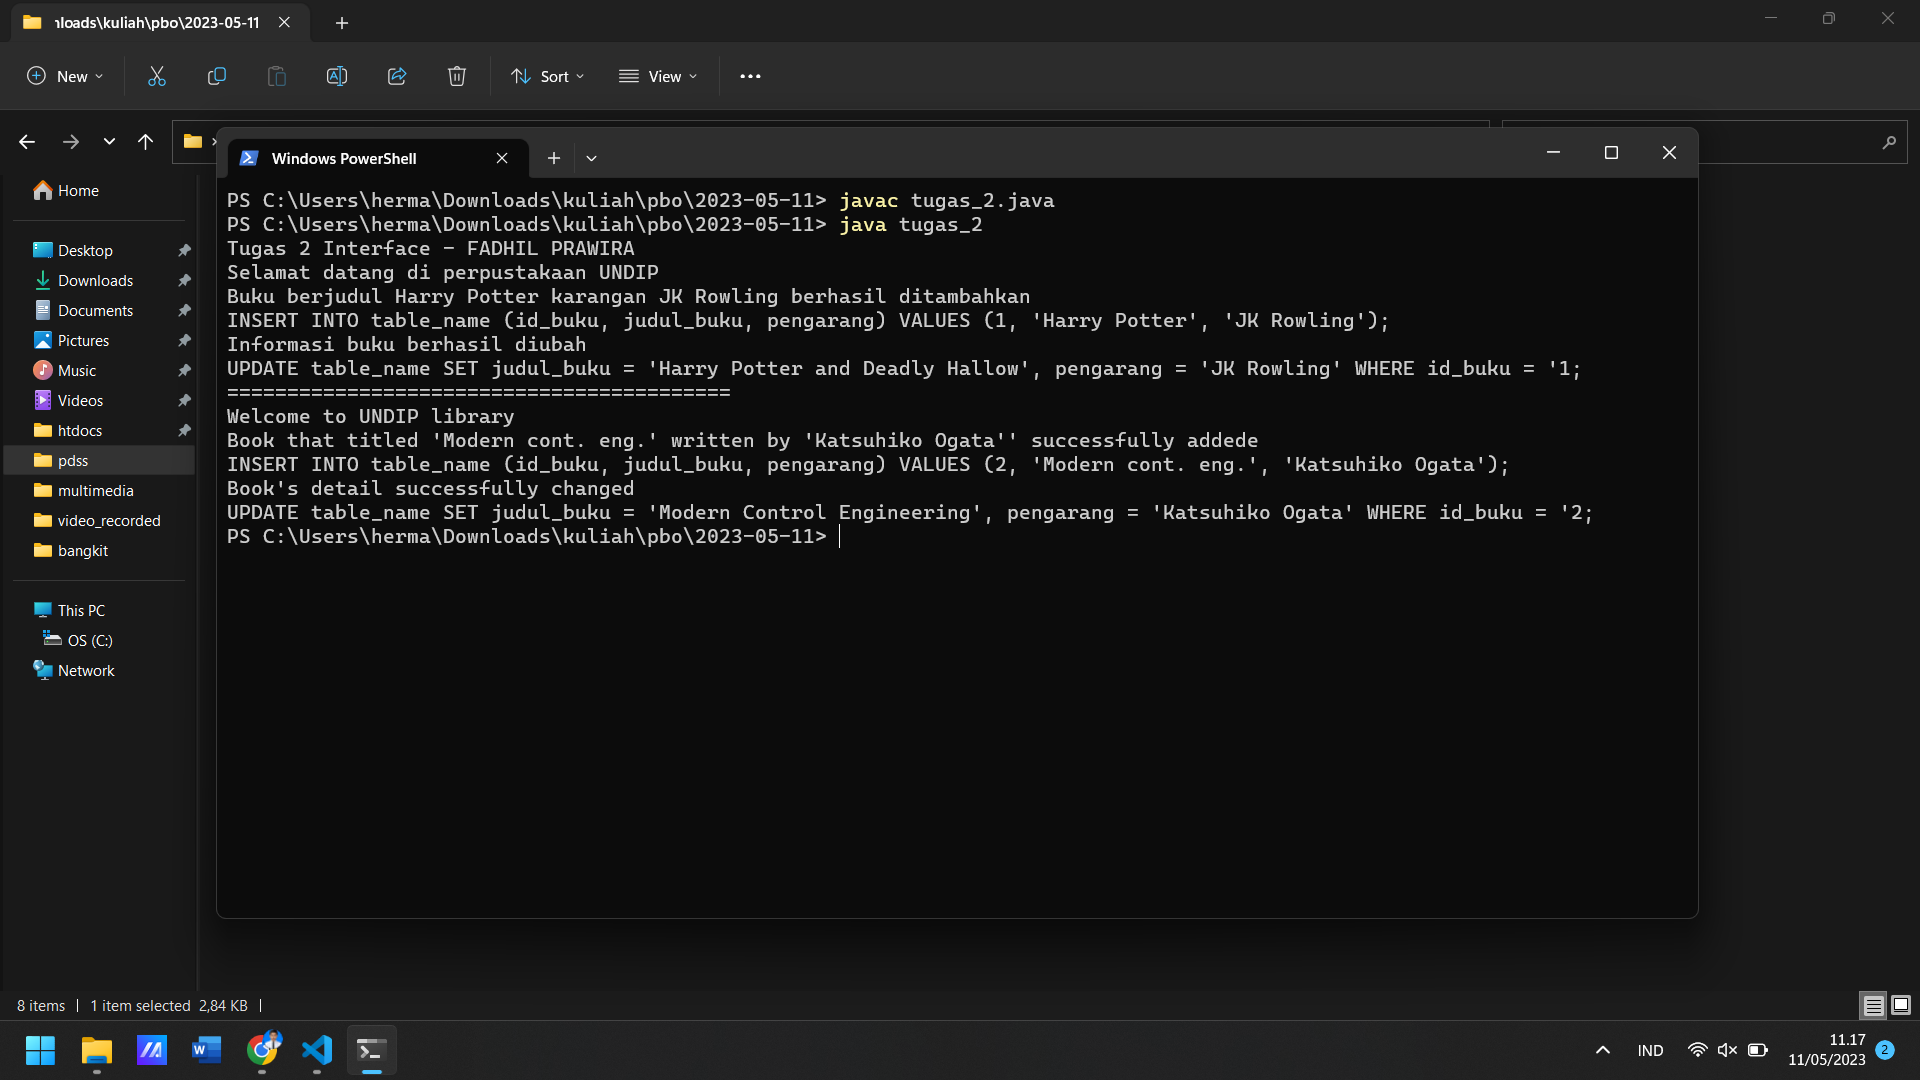 nloads\kuliah\pbo\2023-05-11
New
Sort
View
Windows PowerShell
Home
Desktop
Downloads
Documents
Pictures
Music
Videos
htdocs
pdss
multimedia
video_recorded
bangkit
This PC
OS (C:)
Network
PS C:\Users\herma\Downloads\kuliah\pbo\2023-05-11> javac tugas_2.java
PS C:\Users\herma\Downloads\kuliah\pbo\2023-05-11> java tugas_2
Tugas 2 Interface - FADHIL PRAWIRA
Selamat datang di perpustakaan UNDIP
Buku berjudul Harry Potter karangan JK Rowling berhasil ditambahkan
INSERT INTO table_name (id_buku, judul_buku, pengarang) VALUES (1, 'Harry Potter', 'JK Rowling');
Informasi buku berhasil diubah
UPDATE table_name SET judul_buku = 'Harry Potter and Deadly Hallow', pengarang = 'JK Rowling' WHERE id_buku = '1;
==========================================
Welcome to UNDIP library
Book that titled 'Modern cont. eng.' written by 'Katsuhiko Ogata'' successfully addede
INSERT INTO table_name (id_buku, judul_buku, pengarang) VALUES (2, 'Modern cont. eng.', 'Katsuhiko Ogata');
Book's detail successfully changed
UPDATE table_name SET judul_buku = 'Modern Control Engineering', pengarang = 'Katsuhiko Ogata' WHERE id_buku = '2;
PS C:\Users\herma\Downloads\kuliah\pbo\2023-05-11>
8 items
1 item selected 2,84 KB
IND
11.17
11/05/2023
2